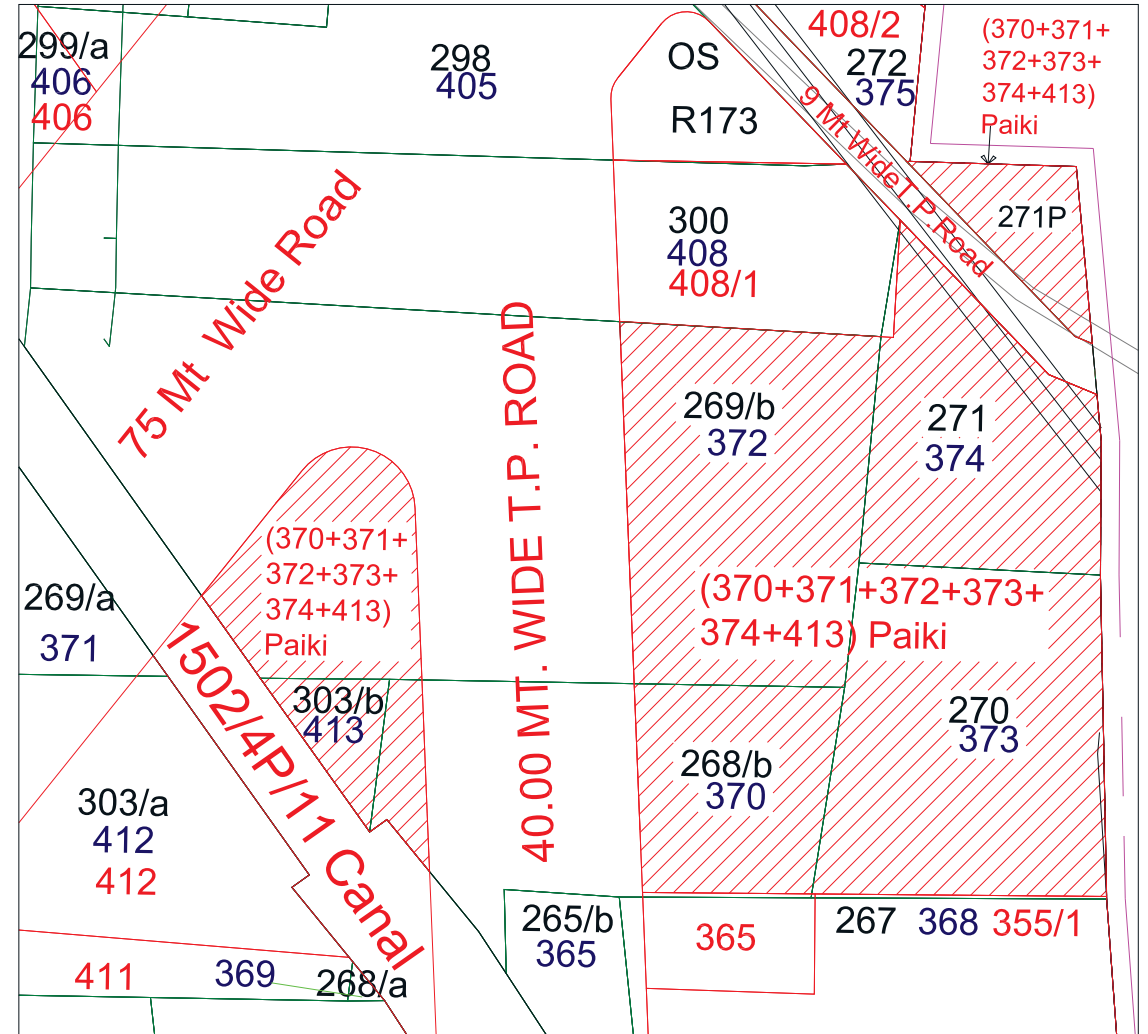 299/a
406
406
298
405
OS
R173
408/2
272
375
(370+371+
372+373+
374+413)
Paiki
9 Mt Wide T.P. Road
271P
75 Mt Wide Road
300
408
408/1
40.00 MT. WIDE T.P. ROAD
269/b
372
271
374
(370+371+
372+373+
374+413)
Paiki
(370+371+372+373+
374+413) Paiki
269/a
371
1502/4P/11 Canal
303/b
413
270
373
268/b
370
303/a
412
412
265/b
365
365
267 368 355/1
411
369
268/a